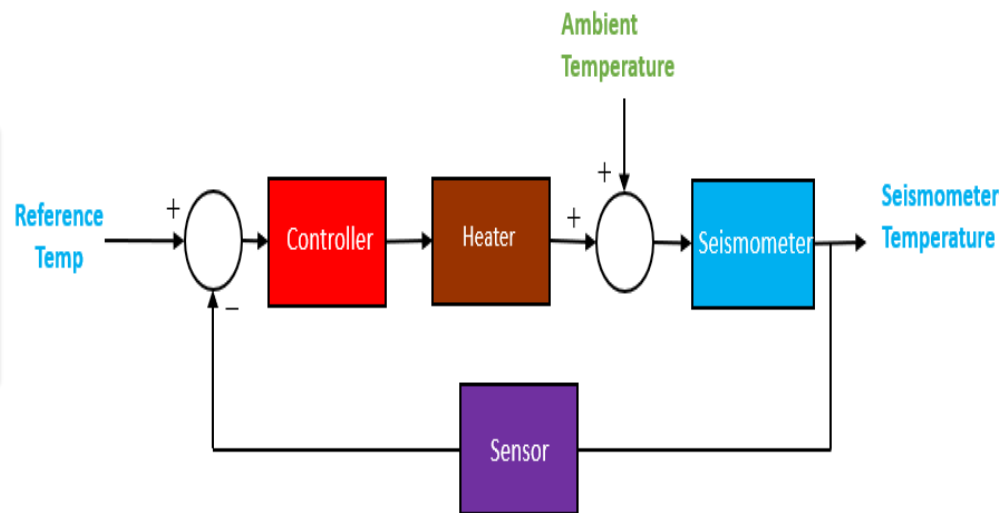 Ambient
Temperature
+
+
Reference
Temp
+
Controller
Heater
Seismometer
Seismometer
Temperature
−
Sensor